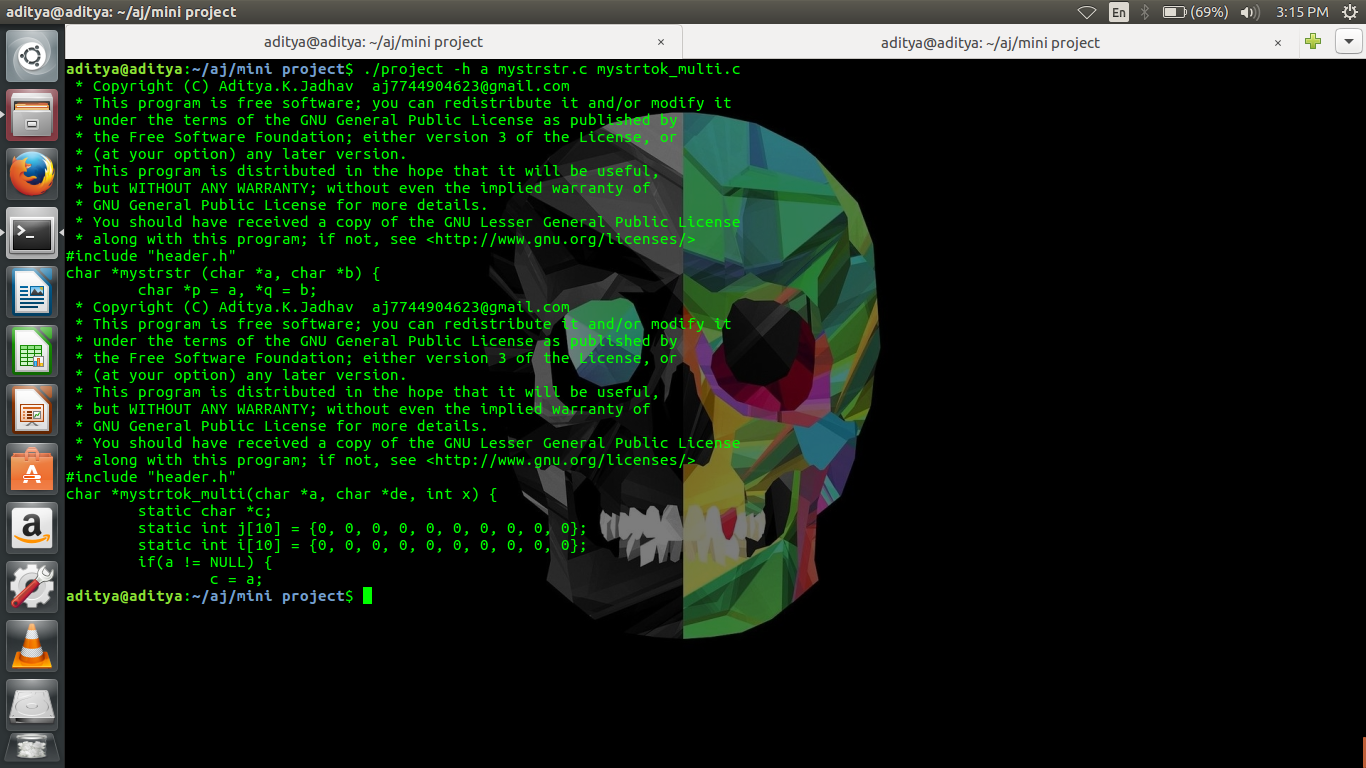 aditya@aditya: ~/aj/mini project
En
(69%)
3:15 PM
aditya@aditya: ~/aj/mini project ×
aditya@aditya: ~/aj/mini project ×
aditya@aditya:~/aj/mini project$ ./project -h a mystrstr.c mystrtok_multi.c
 * Copyright (C) Aditya.K.Jadhav  aj7744904623@gmail.com
 * This program is free software; you can redistribute it and/or modify it
 * under the terms of the GNU General Public License as published by
 * the Free Software Foundation; either version 3 of the License, or
 * (at your option) any later version.
 * This program is distributed in the hope that it will be useful,
 * but WITHOUT ANY WARRANTY; without even the implied warranty of
 * GNU General Public License for more details.
 * You should have received a copy of the GNU Lesser General Public License
 * along with this program; if not, see <http://www.gnu.org/licenses/>
#include "header.h"
char *mystrstr (char *a, char *b) {
        char *p = a, *q = b;
 * Copyright (C) Aditya.K.Jadhav  aj7744904623@gmail.com
 * This program is free software; you can redistribute it and/or modify it
 * under the terms of the GNU General Public License as published by
 * the Free Software Foundation; either version 3 of the License, or
 * (at your option) any later version.
 * This program is distributed in the hope that it will be useful,
 * but WITHOUT ANY WARRANTY; without even the implied warranty of
 * GNU General Public License for more details.
 * You should have received a copy of the GNU Lesser General Public License
 * along with this program; if not, see <http://www.gnu.org/licenses/>
#include "header.h"
char *mystrtok_multi(char *a, char *de, int x) {
        static char *c;
        static int j[10] = {0, 0, 0, 0, 0, 0, 0, 0, 0, 0};
        static int i[10] = {0, 0, 0, 0, 0, 0, 0, 0, 0, 0};
        if(a != NULL) {
                c = a;
aditya@aditya:~/aj/mini project$